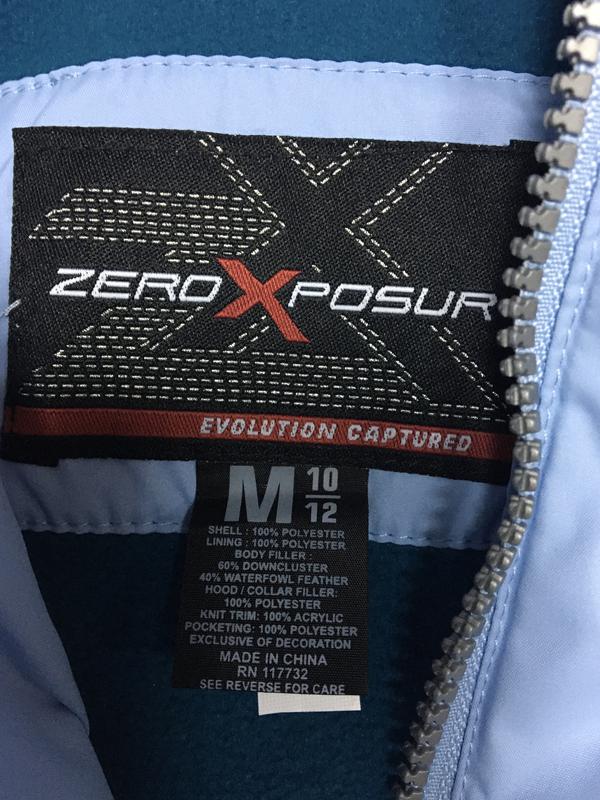 ZEROXPOSUR
EVOLUTION CAPTURED
M 10
12
SHELL : 100% POLYESTER
LINING : 100% POLYESTER
BODY FILLER :
60% DOWNCLUSTER
40% WATERFOWL FEATHER
HOOD / COLLAR FILLER:
100% POLYESTER
KNIT TRIM: 100% ACRYLIC
POCKETING: 100% POLYESTER
EXCLUSIVE OF DECORATION
MADE IN CHINA
RN 117732
SEE REVERSE FOR CARE